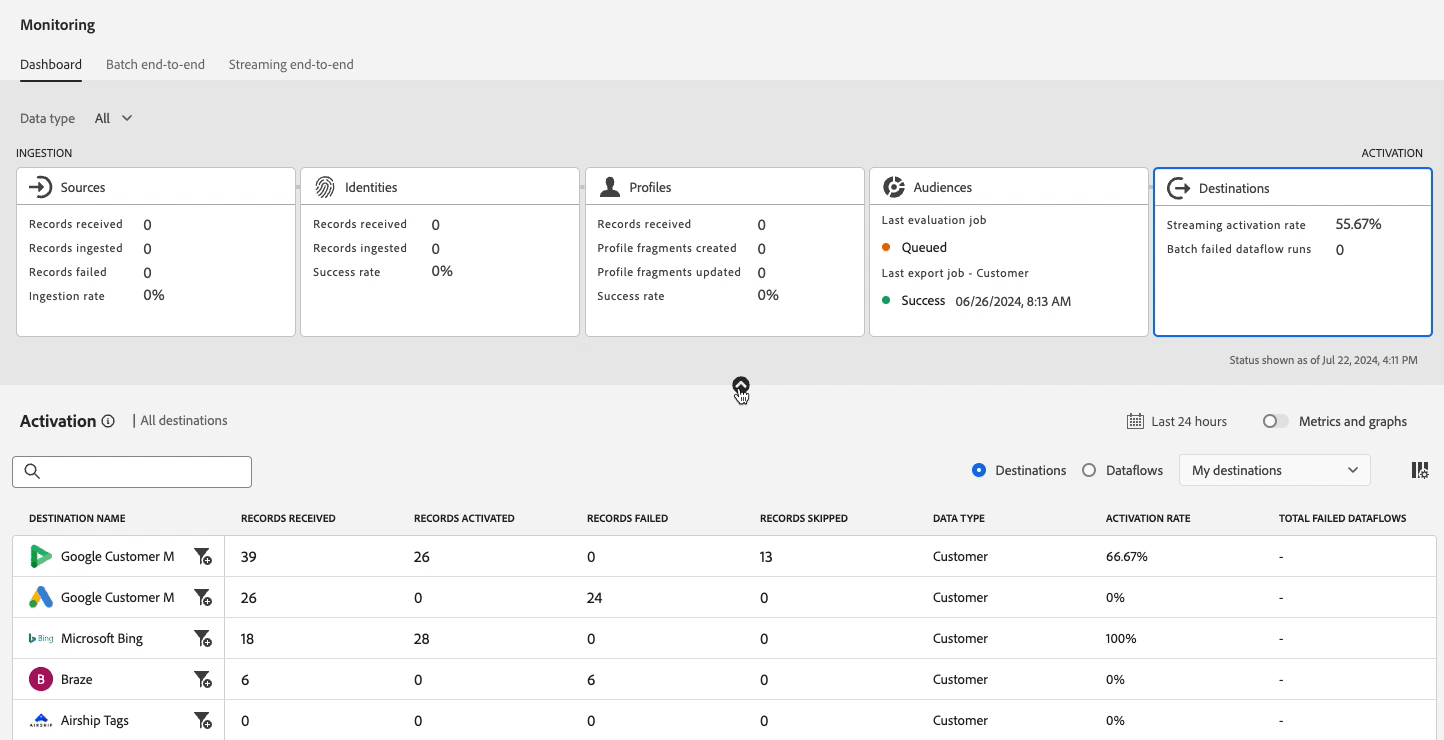 Monitoring
Dashboard Batch end-to-end Streaming end-to-end
Data type All
INGESTION ACTIVATION
Sources
Records received 0
Records ingested 0
Records failed 0
Ingestion rate 0%
Identities
Records received 0
Records ingested 0
Success rate 0%
Profiles
Records received 0
Profile fragments created 0
Profile fragments updated 0
Success rate 0%
Audiences
Last evaluation job
Queued
Last export job - Customer
Success 06/26/2024, 8:13 AM
Destinations
Streaming activation rate 55.67%
Batch failed dataflow runs 0
Status shown as of Jul 22, 2024, 4:11 PM
Activation | All destinations Last 24 hours Metrics and graphs
Destinations Dataflows My destinations
DESTINATION NAME RECORDS RECEIVED RECORDS ACTIVATED RECORDS FAILED RECORDS SKIPPED DATA TYPE ACTIVATION RATE TOTAL FAILED DATAFLOWS
Google Customer M 39 26 0 13 Customer 66.67% -
Google Customer M 26 0 24 0 Customer 0% -
Bing Microsoft Bing 18 28 0 0 Customer 100% -
B Braze 6 0 6 0 Customer 0% -
AIRSHIP Airship Tags 0 0 0 0 Customer 0% -